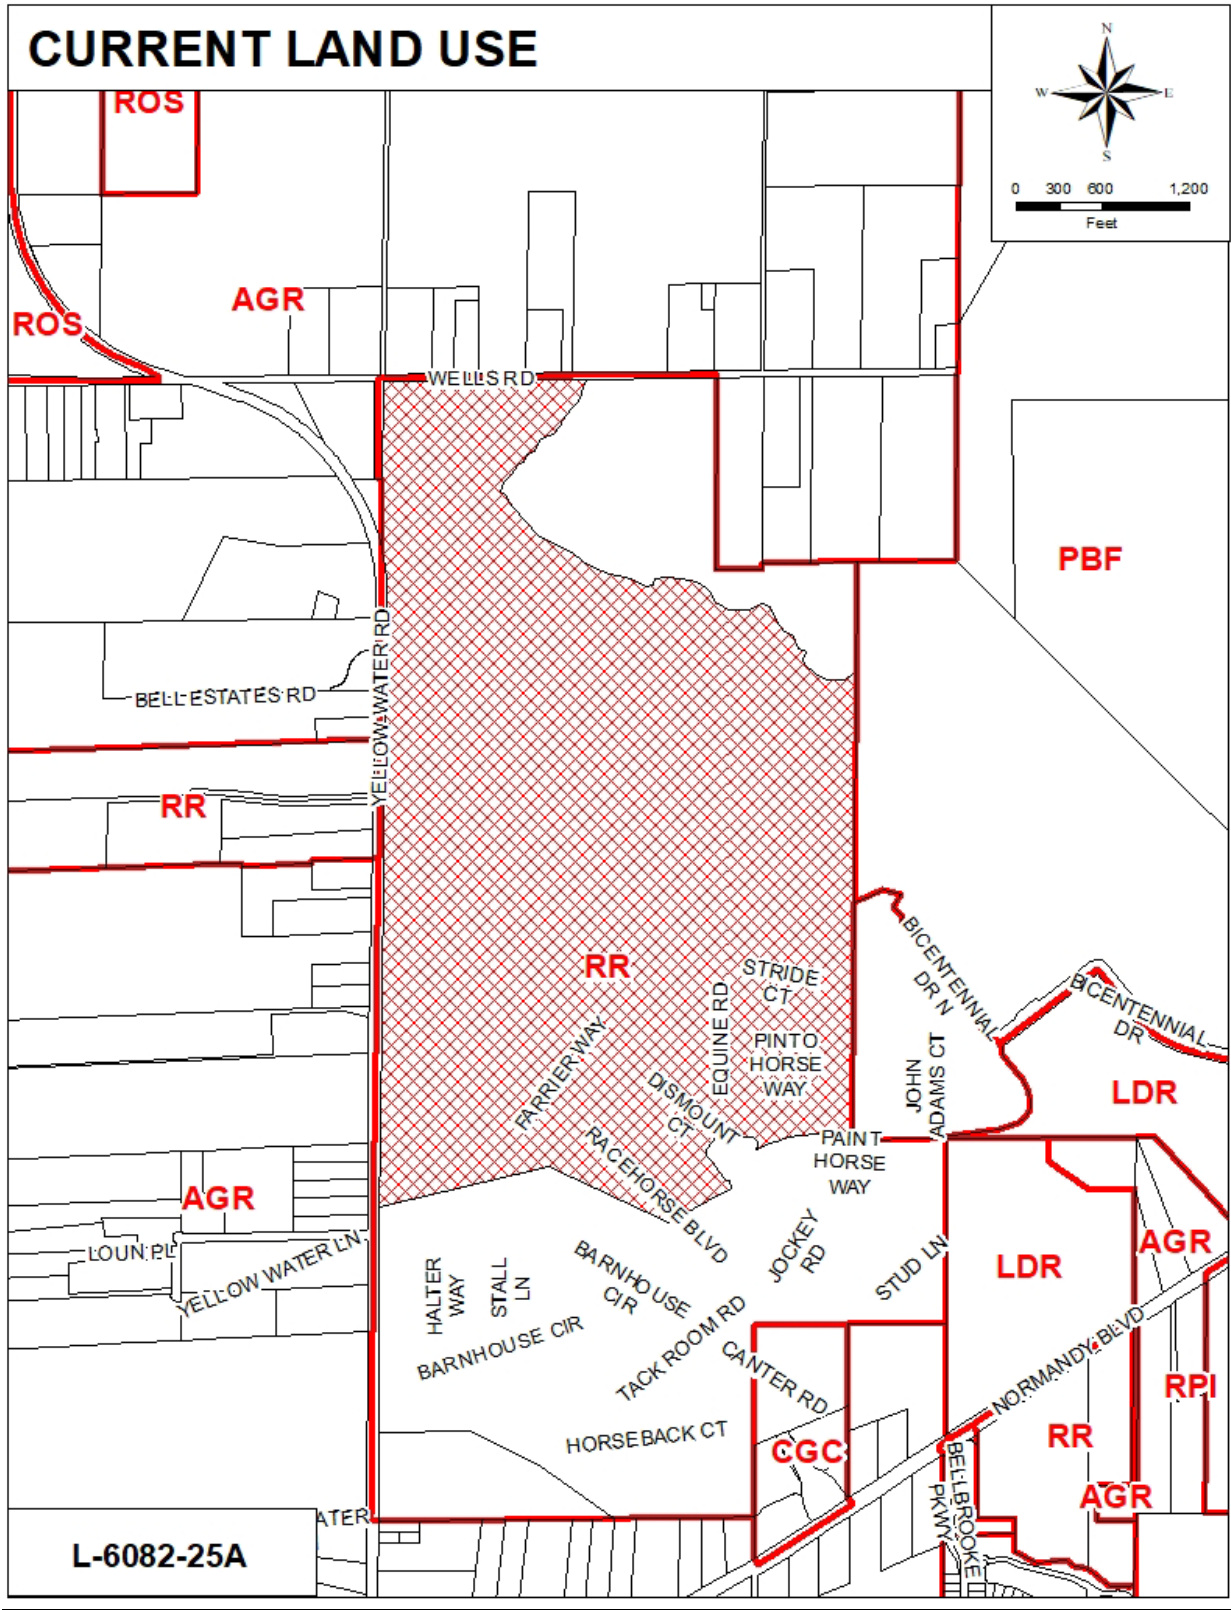 CURRENT LAND USE
N
W
E
S
0 300 600 1,200
Feet
ROS
AGR
ROS
WELLS RD
PBF
YELLOW WATER RD
BELL ESTATES RD
RR
RR
STRIDE
CT
EQUINE RD
PINTO
HORSE
WAY
FARRIER WAY
DISMOUNT
CT
BICENTENNIAL
DR N
BICENTENNIAL
DR
JOHN
ADAMS CT
LDR
PAINT
HORSE
WAY
RACEHORSE BLVD
AGR
LOUN PL
YELLOW WATER LN
HALTER
WAY
STALL
LN
BARNHOUSE
CIR
BARNHOUSE CIR
JOCKEY
RD
STUD LN
TACK ROOM RD
CANTER RD
LDR
AGR
NORMANDY BLVD
RPI
HORSEBACK CT
CGC
RR
BELLBROOKE
PKWY
AGR
ATER
L-6082-25A